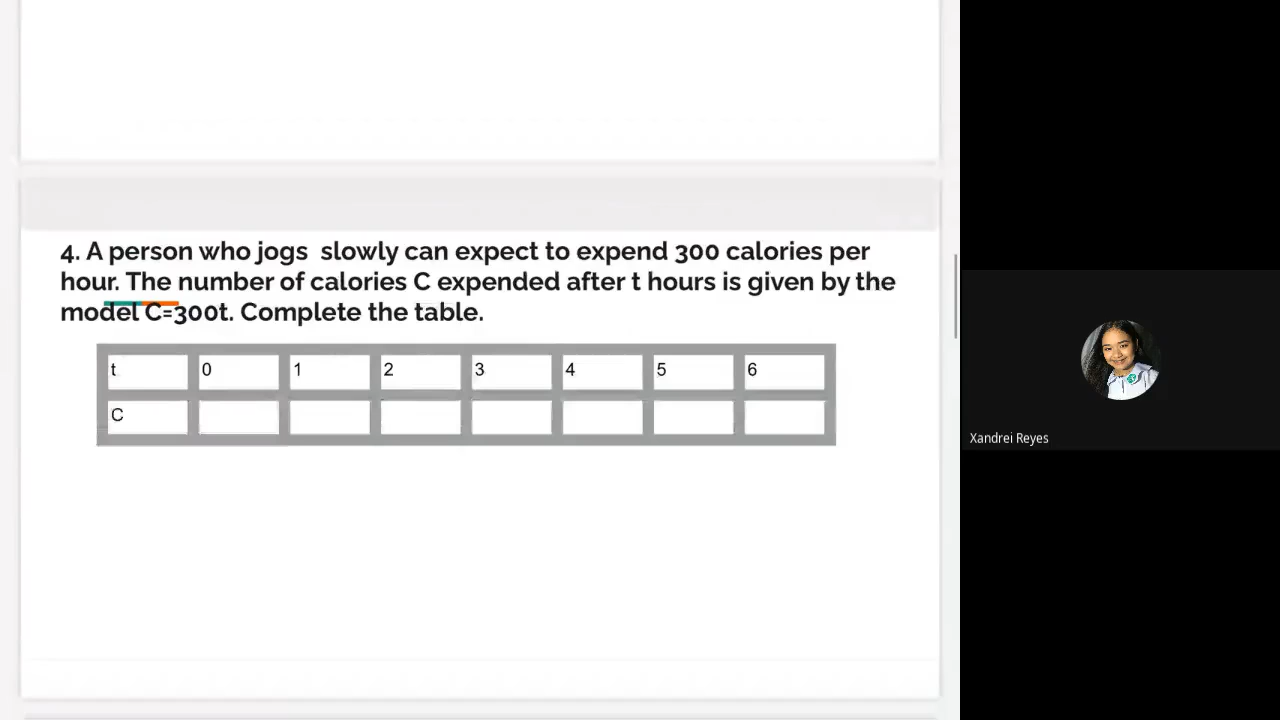 4. A person who jogs  slowly can expect to expend 300 calories per
hour. The number of calories C expended after t hours is given by the
model C=300t. Complete the table.
t 0 1 2 3 4 5 6
C
Xandrei Reyes